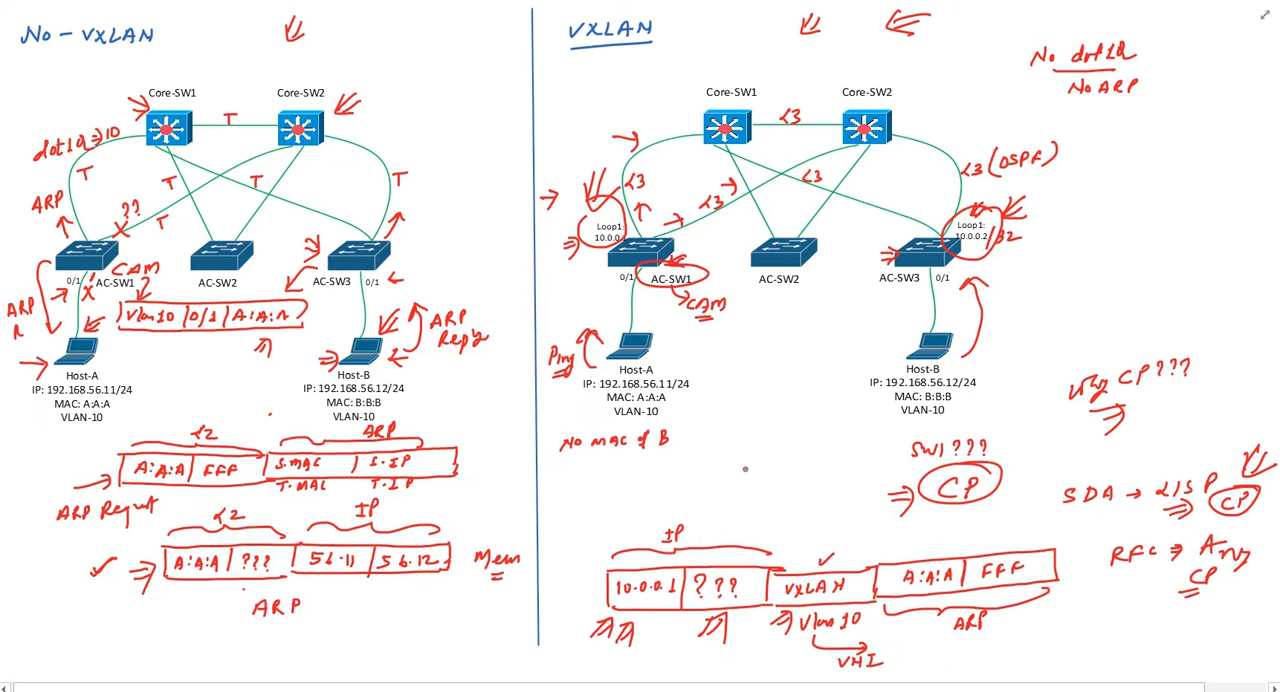 No - VXLAN
Core-SW1
Core-SW2
T
dot1Q => 10
T
T
T
T
T
ARP
??
X
X
CAM
0/1
AC-SW1
AC-SW2
AC-SW3
0/1
Vlan 10 | 0/1 | A:A:A
ARP
R
ARP
Reply
Host-A
IP: 192.168.56.11/24
MAC: A:A:A
VLAN-10
Host-B
IP: 192.168.56.12/24
MAC: B:B:B
VLAN-10
L2
ARP
A:A:A | FFF | S.MAC | S.IP
T.MAC T.IP
ARP Request
L2
IP
A:A:A | ??? | 56.11 | 56.12
Mem
ARP
VXLAN
No dot1Q
No ARP
Core-SW1
Core-SW2
L3
L3
L3
L3
L3 (OSPF)
Loop1:
10.0.0.
Loop1:
10.0.0.2 /32
0/1
AC-SW1
CAM
AC-SW2
AC-SW3
0/1
Ping
Host-A
IP: 192.168.56.11/24
MAC: A:A:A
VLAN-10
Host-B
IP: 192.168.56.12/24
MAC: B:B:B
VLAN-10
No MAC of B
Why CP???
SW1 ???
CP
SDA → LISP
CP
RFC => Any
CP
IP
10.0.0.1 | ??? | VXLAN | A:A:A | FFF
Vlan 10
ARP
VNI